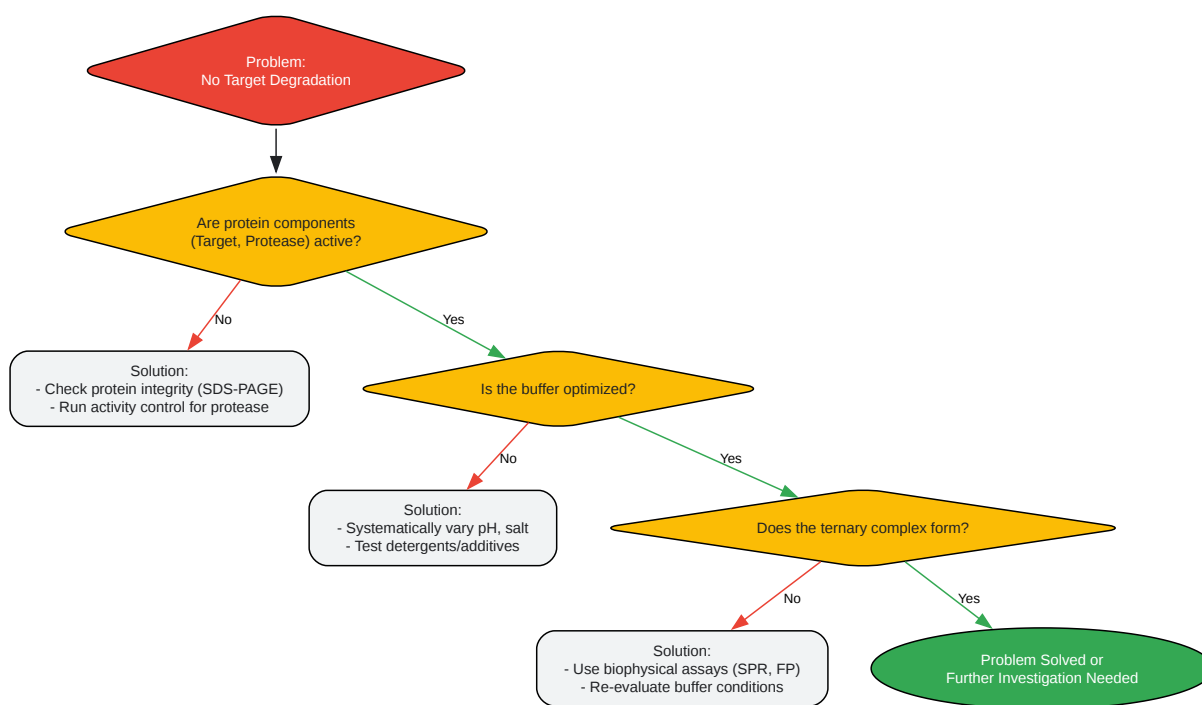 Problem:
No Target Degradation
Are protein components
(Target, Protease) active?
No
Yes
Solution:
- Check protein integrity (SDS-PAGE)
- Run activity control for protease
Is the buffer optimized?
No
Yes
Solution:
- Systematically vary pH, salt
- Test detergents/additives
Does the ternary complex form?
No
Yes
Solution:
- Use biophysical assays (SPR, FP)
- Re-evaluate buffer conditions
Problem Solved or
Further Investigation Needed